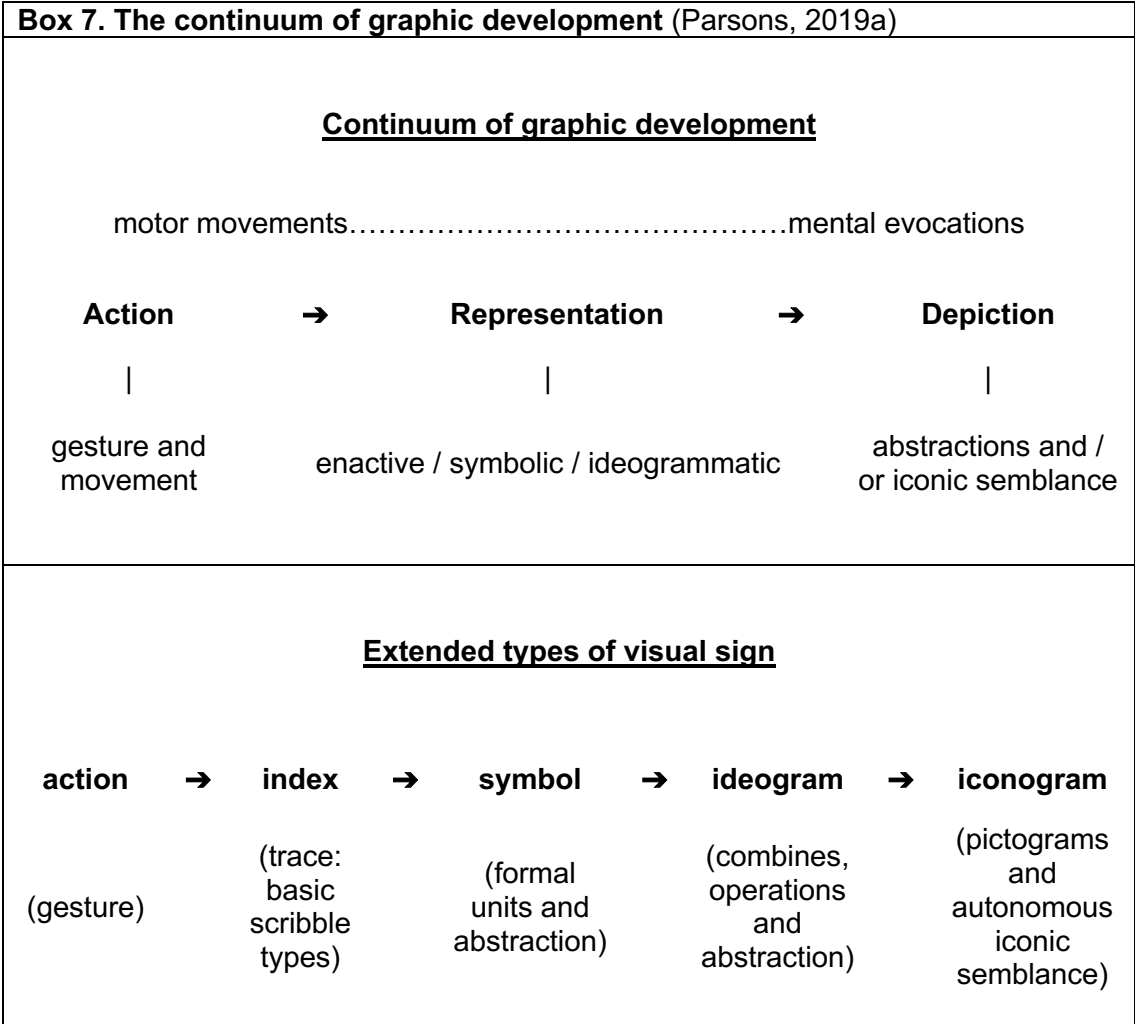 Box 7. The continuum of graphic development (Parsons, 2019a)
Continuum of graphic development
motor movements………………………………………mental evocations
Action ➔ Representation ➔ Depiction
| | |
gesture and movement
enactive / symbolic / ideogrammatic
abstractions and / or iconic semblance
Extended types of visual sign
action ➔ index ➔ symbol ➔ ideogram ➔ iconogram
(gesture)
(trace:
basic
scribble
types)
(formal
units and
abstraction)
(combines,
operations
and
abstraction)
(pictograms
and
autonomous
iconic
semblance)